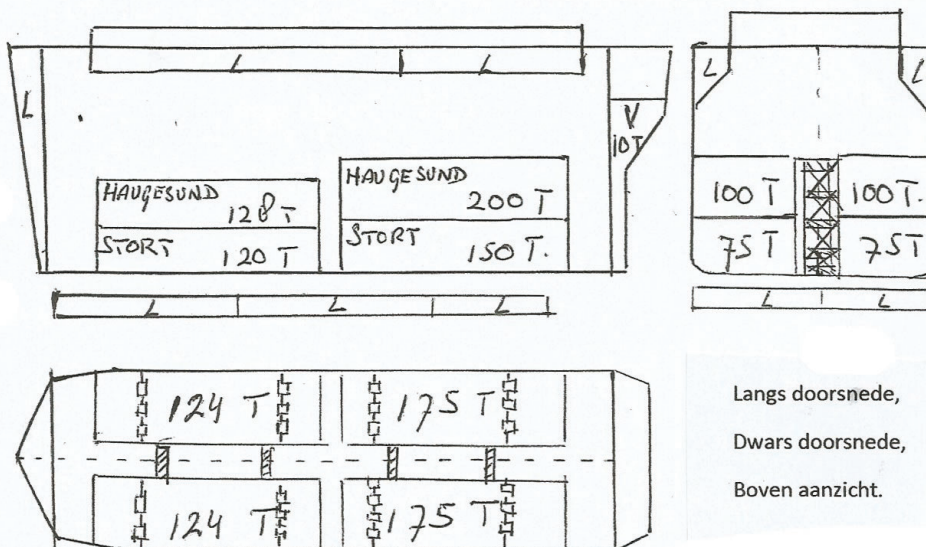 L
L
L
L
L
V
10T
HAUGESUND
128 T
STORT
120 T
HAUGESUND
200 T
STORT
150 T.
100 T
100 T.
75 T
75 T
L
L
L
L
L
124 T
175 T
124 T
175 T
Langs doorsnede,
Dwars doorsnede,
Boven aanzicht.